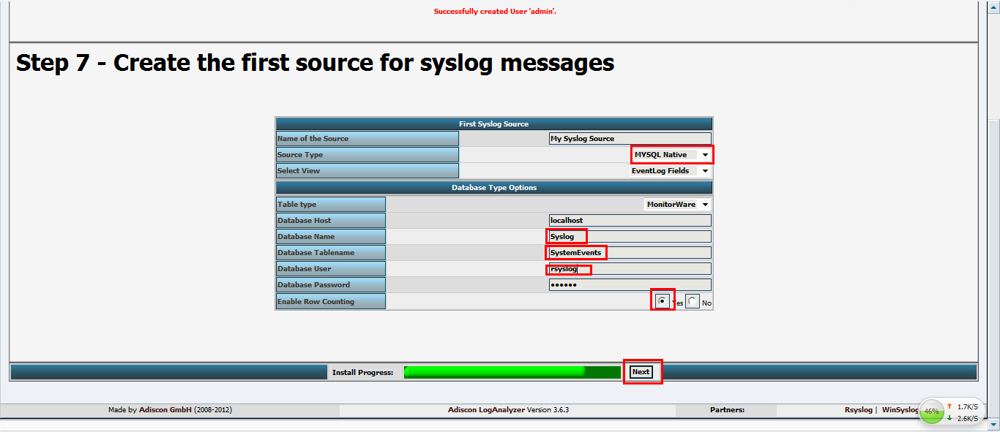 Successfully created User 'admin'.
Step 7 - Create the first source for syslog messages
First Syslog Source
Name of the Source My Syslog Source
Source Type MYSQL Native
Select View EventLog Fields
Database Type Options
Table type MonitorWare
Database Host localhost
Database Name Syslog
Database Tablename SystemEvents
Database User rsyslog
Database Password ••••••
Enable Row Counting Yes No
Install Progress: Next
Made by Adiscon GmbH (2008-2012) Adiscon LogAnalyzer Version 3.6.3 Partners: Rsyslog | WinSyslog
46% ↑ 1.7K/S
↓ 2.6K/S